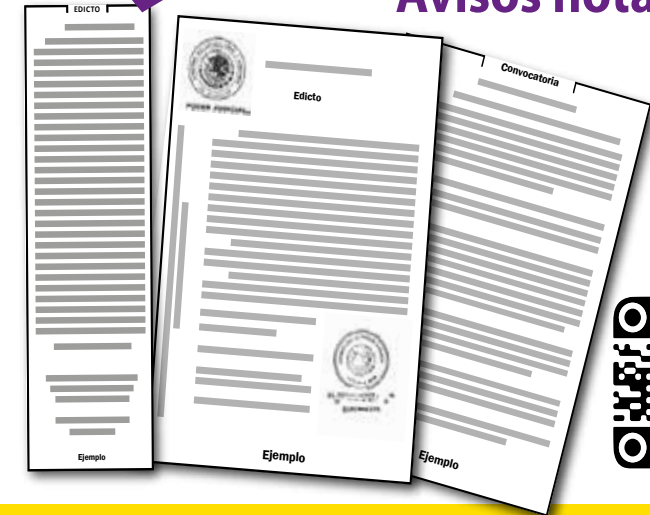 Avisos nota
EDICTO
Ejemplo
PODER JUDICIAL
Edicto
Ejemplo
Convocatoria
Ejemplo